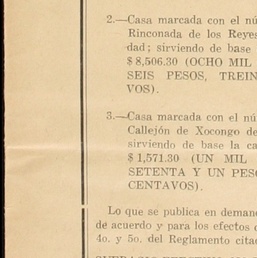 2.—Casa marcada con el nú
Rinconada de los Reyes
dad; sirviendo de base
$ 8,506.30 (OCHO MIL
SEIS PESOS, TREIN
VOS).
3.—Casa marcada con el nú
Callejón de Xocongo de
sirviendo de base la ca
$ 1,571.30 (UN MIL
SETENTA Y UN PESO
CENTAVOS).
Lo que se publica en deman
de acuerdo y para los efectos d
4o. y 5o. del Reglamento citad